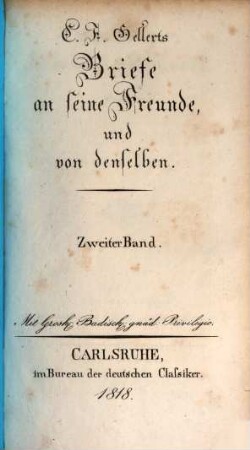 C. F. Gellerts
Briefe
an seine Freunde,
und
von denselben.
Zweiter Band.
Mit Grosh. Badisch. gnäd. Privilegio.
CARLSRUHE,
im Bureau der deutschen Classiker.
1818.